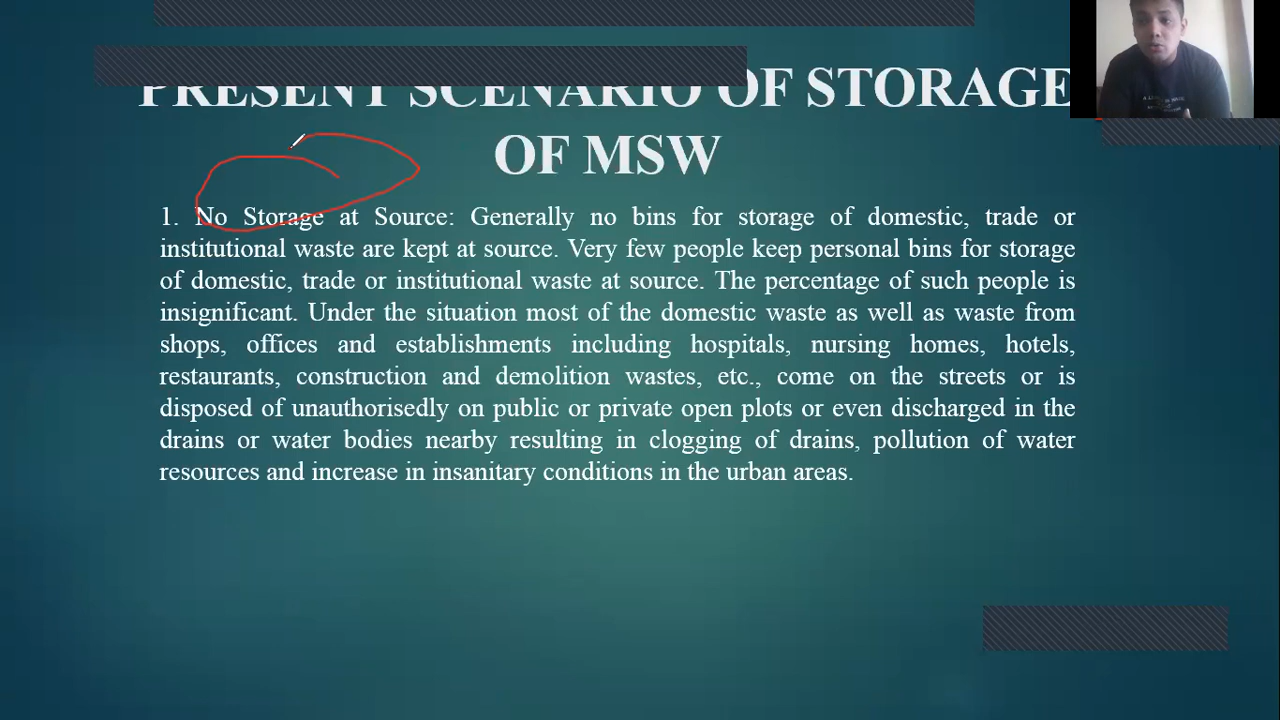 PRESENT SCENARIO OF STORAGE
OF MSW
1. No Storage at Source: Generally no bins for storage of domestic, trade or
institutional waste are kept at source. Very few people keep personal bins for storage
of domestic, trade or institutional waste at source. The percentage of such people is
insignificant. Under the situation most of the domestic waste as well as waste from
shops, offices and establishments including hospitals, nursing homes, hotels,
restaurants, construction and demolition wastes, etc., come on the streets or is
disposed of unauthorisedly on public or private open plots or even discharged in the
drains or water bodies nearby resulting in clogging of drains, pollution of water
resources and increase in insanitary conditions in the urban areas.